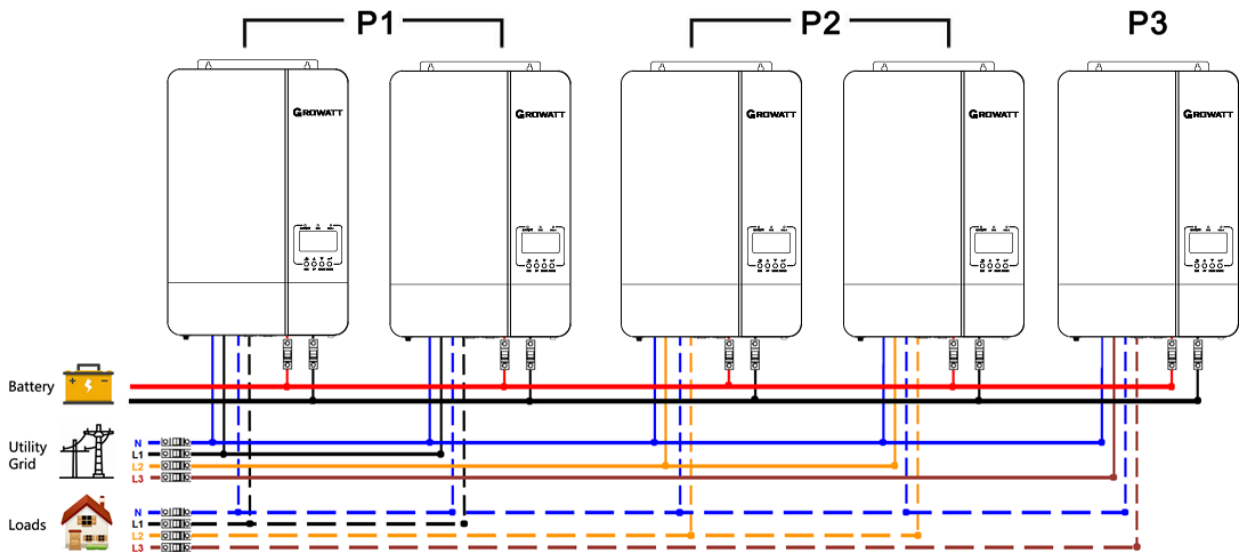 P1 P2 P3
GROWATT GROWATT GROWATT GROWATT GROWATT
Battery
Utility
Grid
N
L1
L2
L3
Loads
N
L1
L2
L3